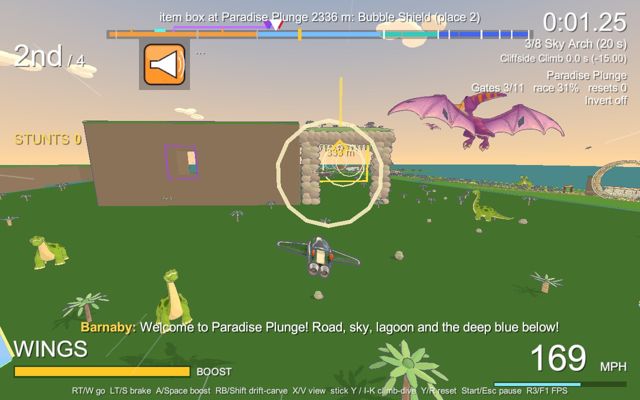 item box at Paradise Plunge 2336 m: Bubble Shield (place 2)
2nd / 4
...
0:01.25
3/8 Sky Arch (20 s)
Cliffside Climb 0.0 s (-15.00)
Paradise Plunge
Gates 3/11 race 31% resets 0
Invert off
STUNTS 0
Barnaby: Welcome to Paradise Plunge! Road, sky, lagoon and the deep blue below!
WINGS
BOOST
169 MPH
RT/W go LT/S brake A/Space boost RB/Shift drift-carve X/V view stick Y / I-K climb-dive Y/R reset Start/Esc pause R3/F1 FPS